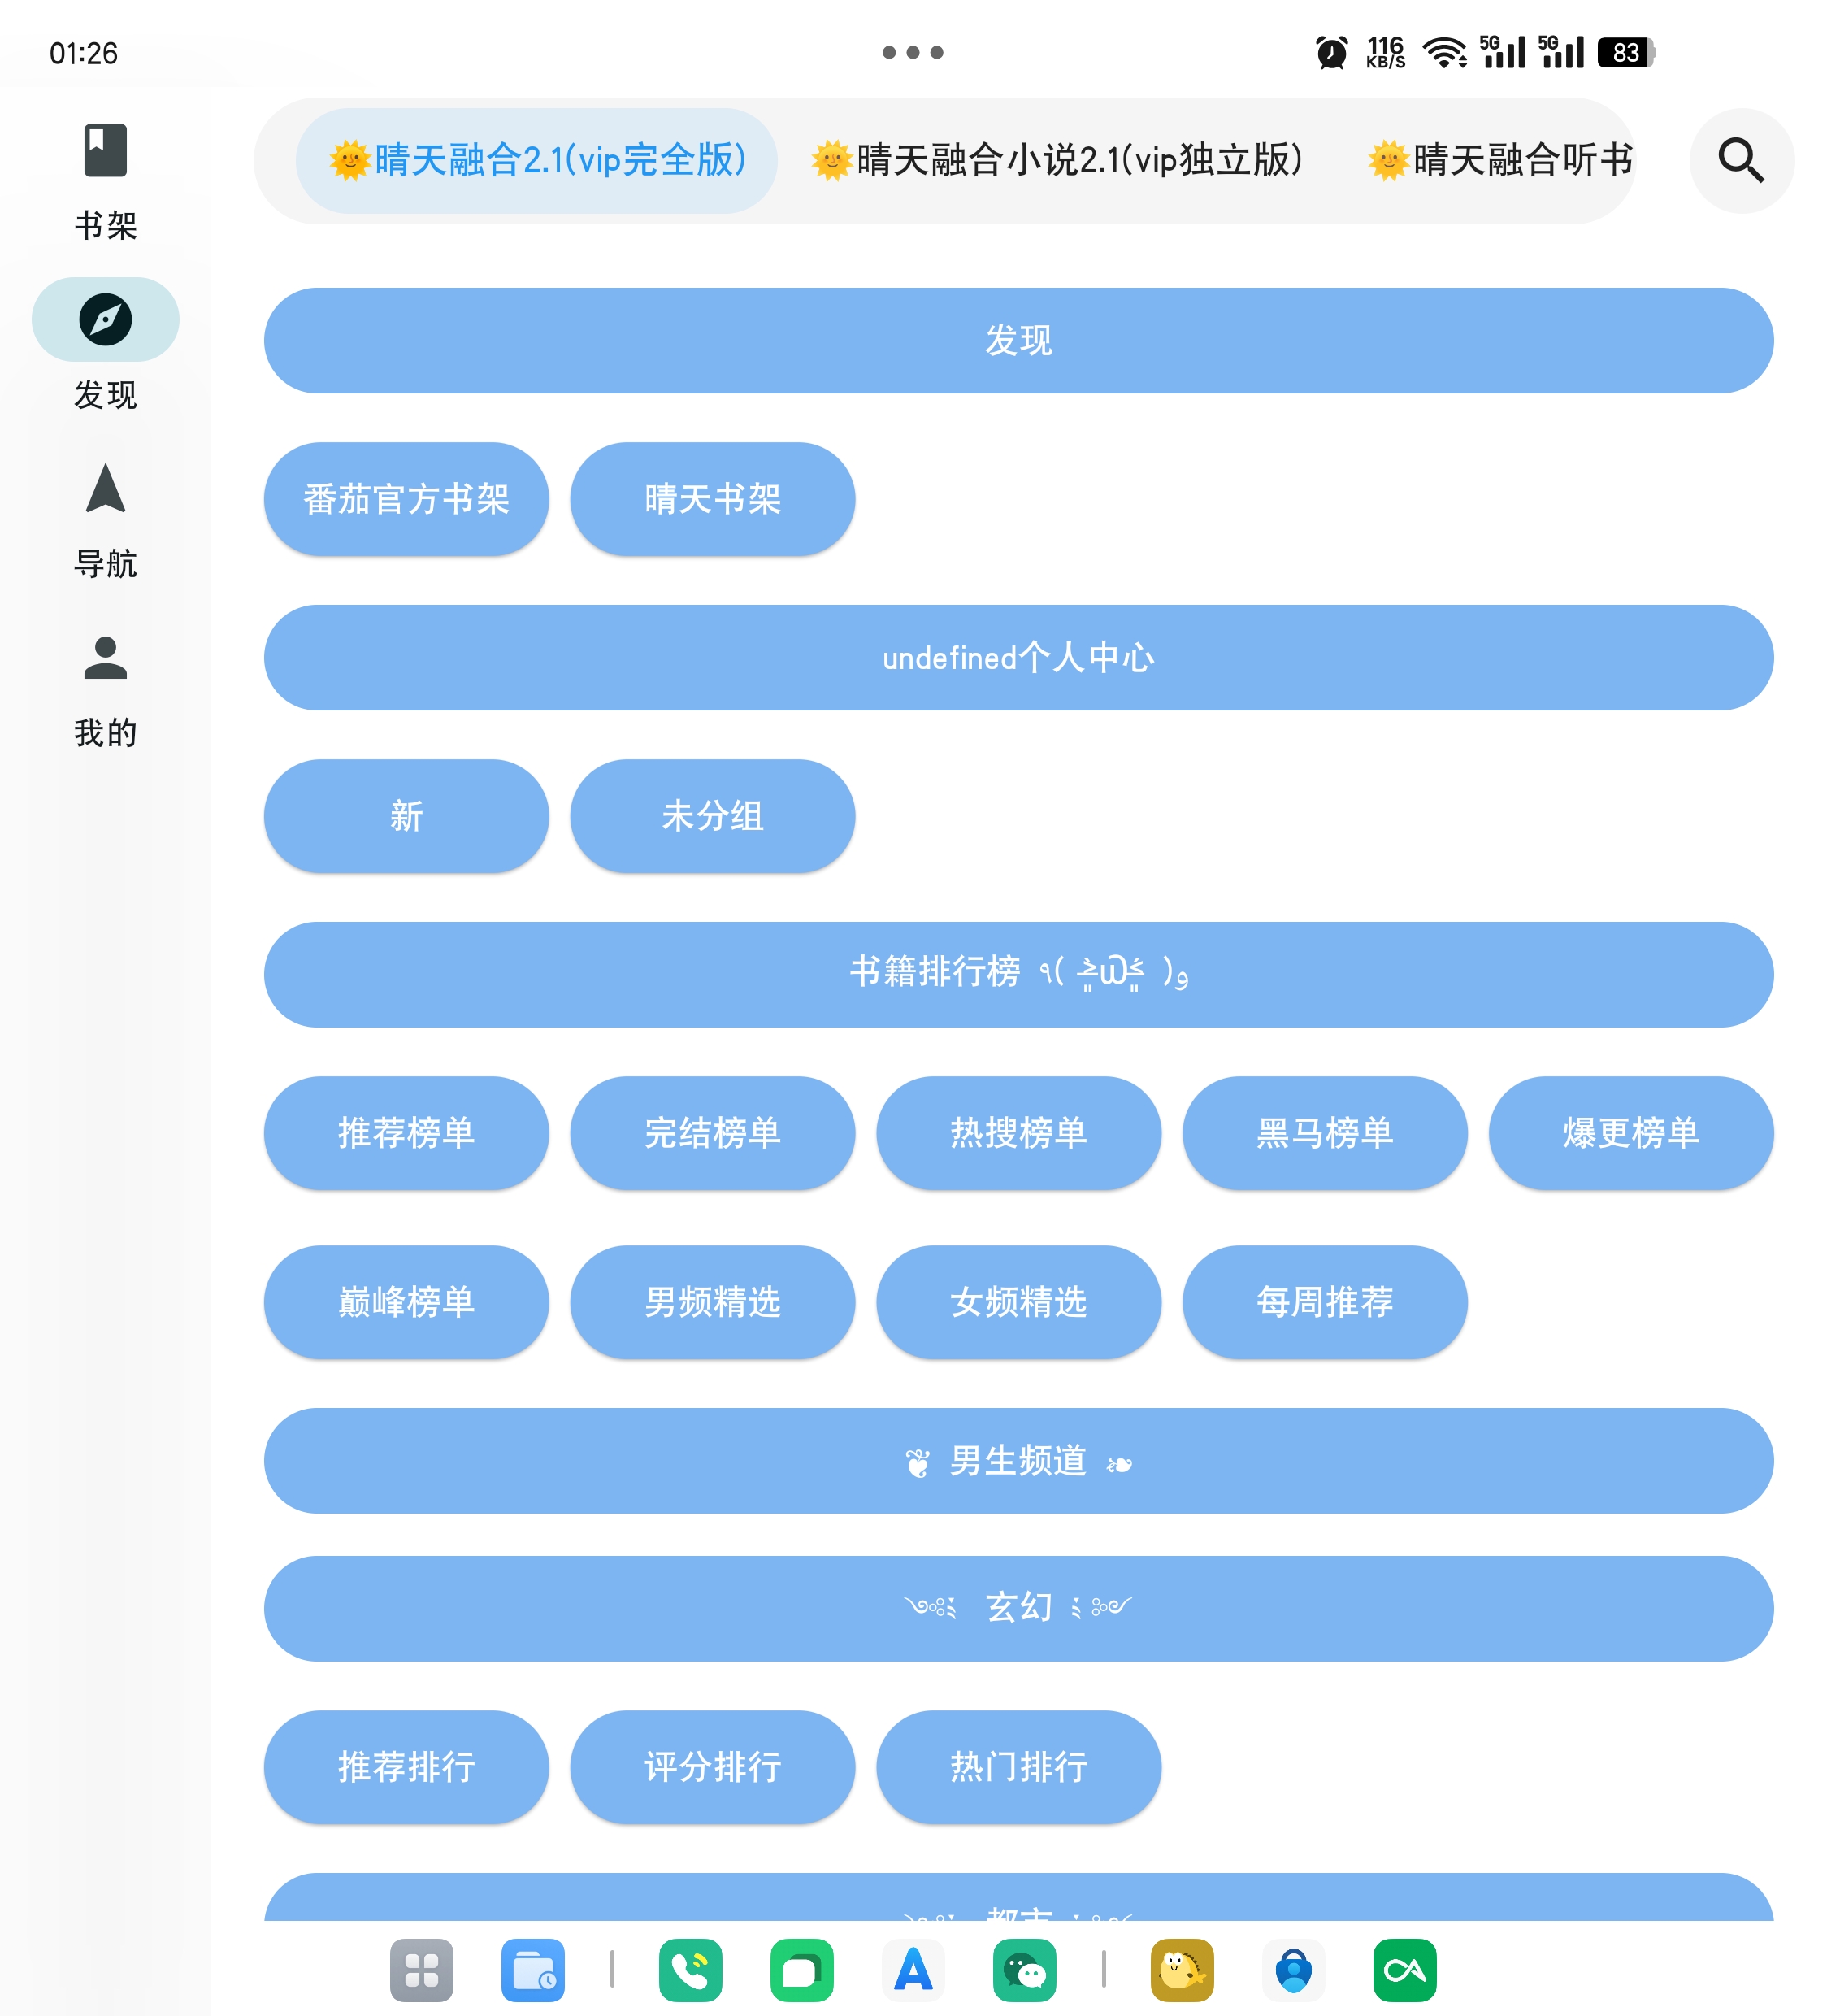 01:26
116
KB/S
5G
5G
83
🌞晴天融合2.1(vip完全版)
🌞晴天融合小说2.1(vip独立版)
🌞晴天融合听书
书架
发现
导航
我的
发现
番茄官方书架
晴天书架
undefined个人中心
新
未分组
书籍排行榜
推荐榜单
完结榜单
热搜榜单
黑马榜单
爆更榜单
巅峰榜单
男频精选
女频精选
每周推荐
❦ 男生频道 ❧
玄幻
推荐排行
评分排行
热门排行